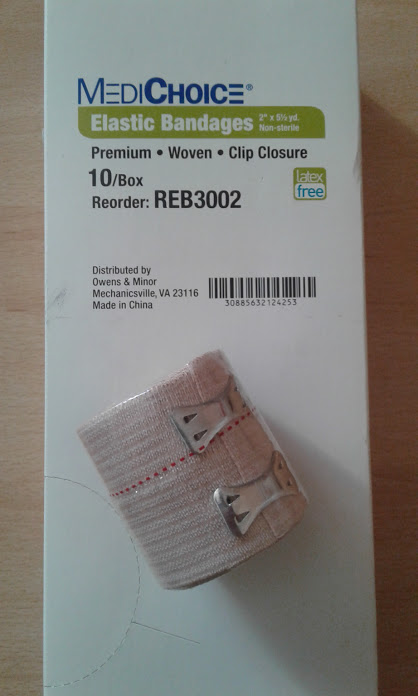 MEDICHOICE®
Elastic Bandages 2" x 5½ yd.
Non-sterile
Premium • Woven • Clip Closure
10/Box
Reorder: REB3002
latex
free
Distributed by
Owens & Minor
Mechanicsville, VA 23116
Made in China
30885632124253